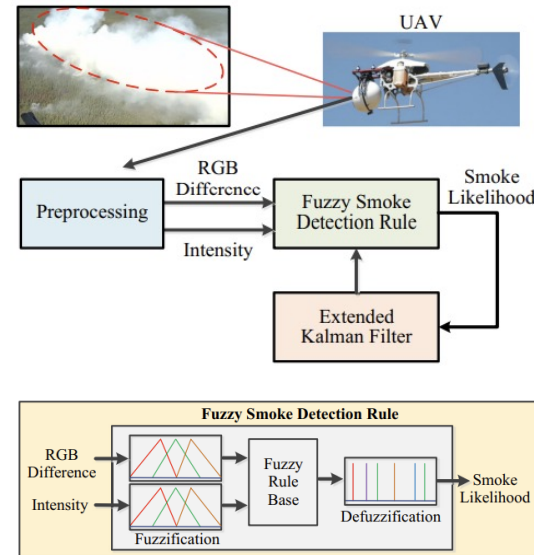 UAV
RGB
Difference
Preprocessing
Intensity
Fuzzy Smoke
Detection Rule
Smoke
Likelihood
Extended
Kalman Filter
Fuzzy Smoke Detection Rule
RGB
Difference
Intensity
Fuzzification
Fuzzy
Rule
Base
Defuzzification
Smoke
Likelihood